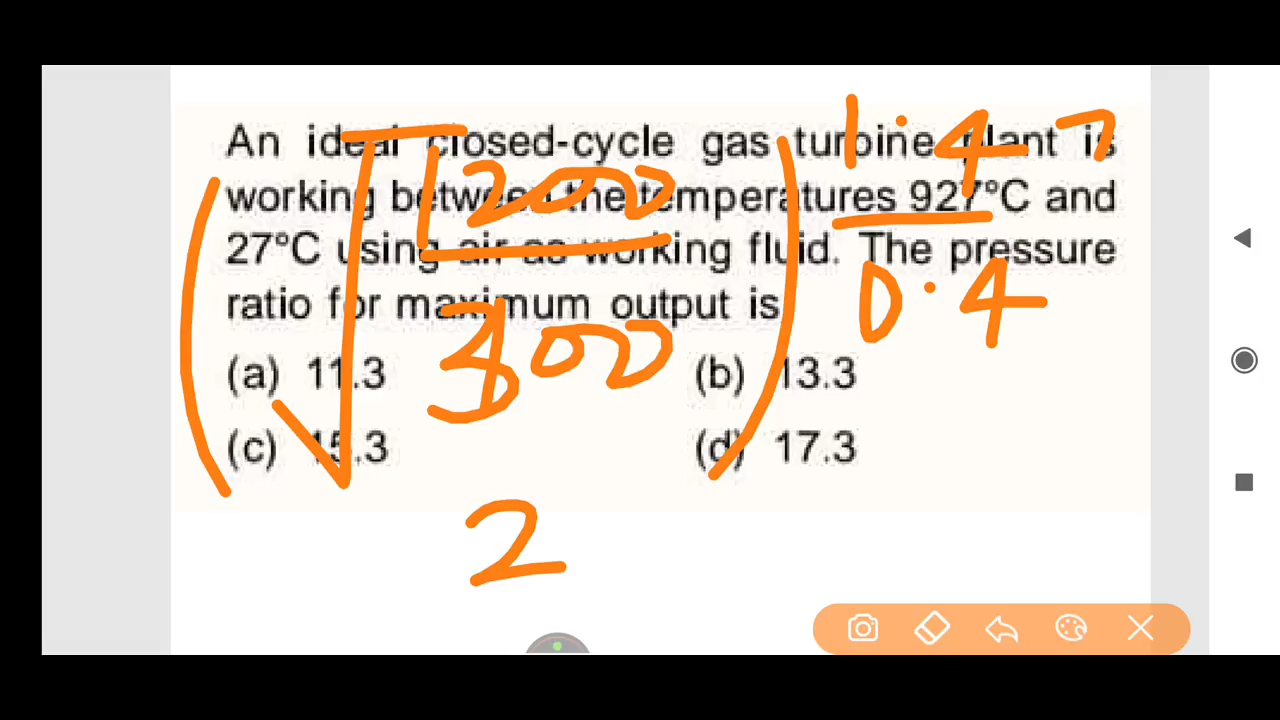 An ideal closed-cycle gas turbine plant is
working between the temperatures 927°C and
27°C using air as working fluid. The pressure
ratio for maximum output is
(a) 11.3 (b) 13.3
(c) 15.3 (d) 17.3
(√1200/300) 1.4/0.4
2